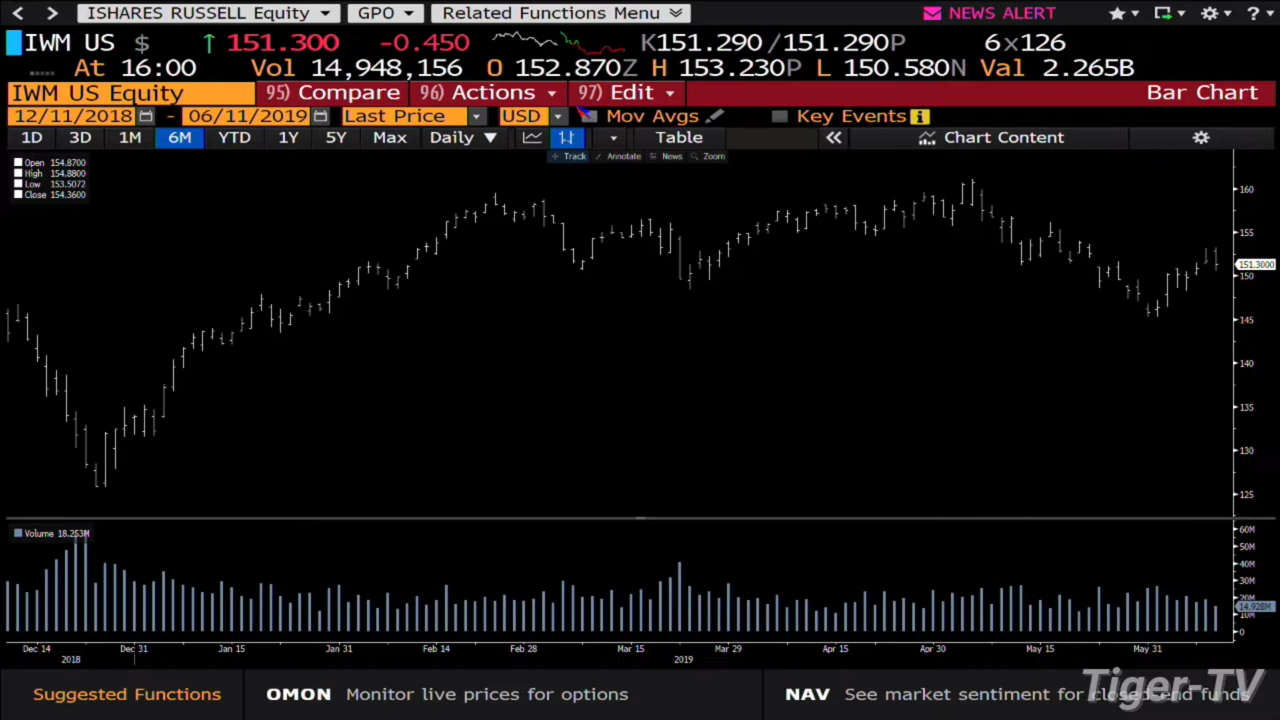 ISHARES RUSSELL Equity GPO Related Functions Menu NEWS ALERT ?
IWM US $ ↑ 151.300 -0.450 K151.290/151.290P 6x126
At 16:00 Vol 14,948,156 O 152.870Z H 153.230P L 150.580N Val 2.265B
IWM US Equity 95) Compare 96) Actions 97) Edit Bar Chart
12/11/2018 - 06/11/2019 Last Price USD Mov Avgs Key Events i
1D 3D 1M 6M YTD 1Y 5Y Max Daily ▼ Table « Chart Content
Track Annotate News Zoom
Open 154.8700
High 154.8800
Low 153.5072
Close 154.3600
160
155
151.3000
150
145
140
135
130
125
Volume 18.253M
60M
50M
40M
30M
20M
14.928M
10M
0
Dec 14 Dec 31 Jan 15 Jan 31 Feb 14 Feb 28 Mar 15 Mar 29 Apr 15 Apr 30 May 15 May 31
2018 2019
Suggested Functions OMON Monitor live prices for options NAV See market sentiment for closed-end funds
Tiger-TV